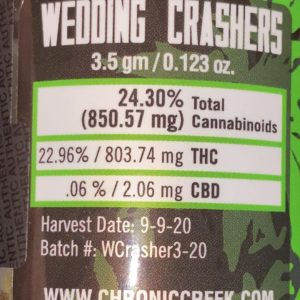 WEDDING CRASHERS
3.5 gm / 0.123 oz.
24.30% Total
(850.57 mg) Cannabinoids
22.96% / 803.74 mg THC
.06 % / 2.06 mg CBD
Harvest Date: 9-9-20
Batch #: WCrasher3-20
WWW.CHRONICCREEK.COM